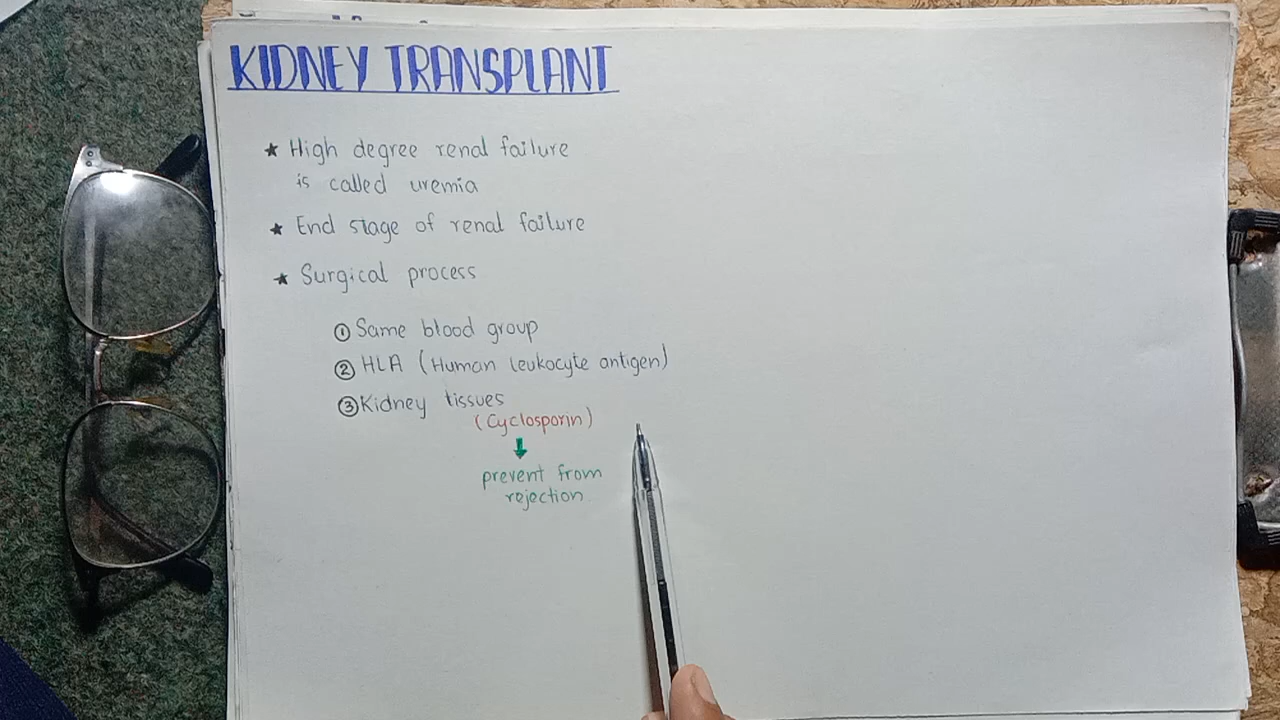 KIDNEY TRANSPLANT
★ High degree renal failure
is called uremia
★ End stage of renal failure
★ Surgical process
① Same blood group
② HLA (Human leukocyte antigen)
③ Kidney tissues
(Cyclosporin)
↓
prevent from
rejection